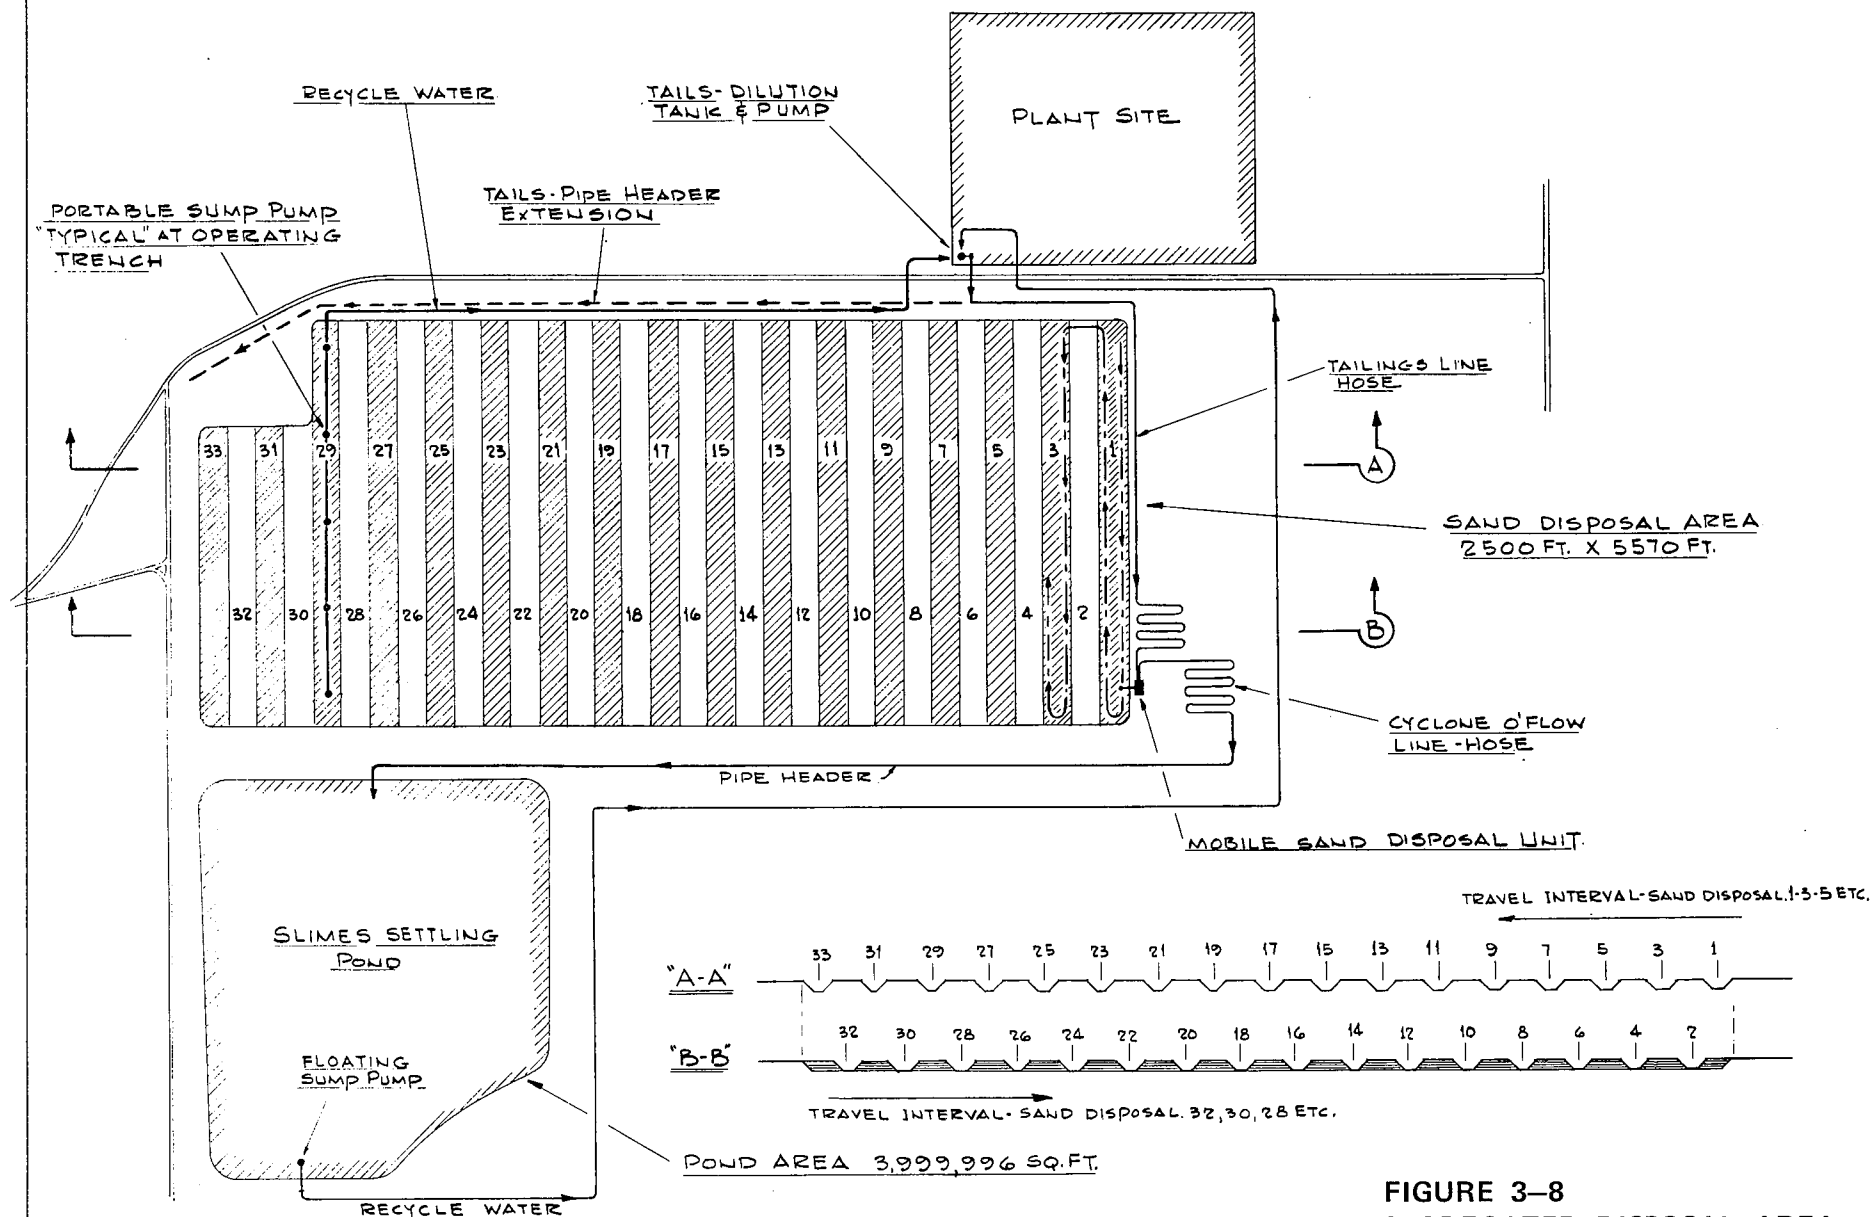 PLANT SITE
RECYCLE WATER
TAILS-DILUTION
TANK & PUMP
TAILS-PIPE HEADER
EXTENSION
PORTABLE SUMP PUMP
"TYPICAL" AT OPERATING
TRENCH
TAILINGS LINE
HOSE
33 31 29 27 25 23 21 19 17 15 13 11 9 7 5 3 1
A
SAND DISPOSAL AREA
2500 FT. X 5570 FT.
32 30 28 26 24 22 20 18 16 14 12 10 8 6 4 2
B
CYCLONE O'FLOW
LINE-HOSE
PIPE HEADER
MOBILE SAND DISPOSAL UNIT.
SLIMES SETTLING
POND
TRAVEL INTERVAL-SAND DISPOSAL.1-3-5 ETC.
33 31 29 27 25 23 21 19 17 15 13 11 9 7 5 3 1
"A-A"
32 30 28 26 24 22 20 18 16 14 12 10 8 6 4 2
"B-B"
TRAVEL INTERVAL-SAND DISPOSAL. 32,30,28 ETC.
FLOATING
SUMP PUMP
POND AREA 3,999,996 SQ.FT.
RECYCLE WATER
FIGURE 3–8
DISPOSAL AREA